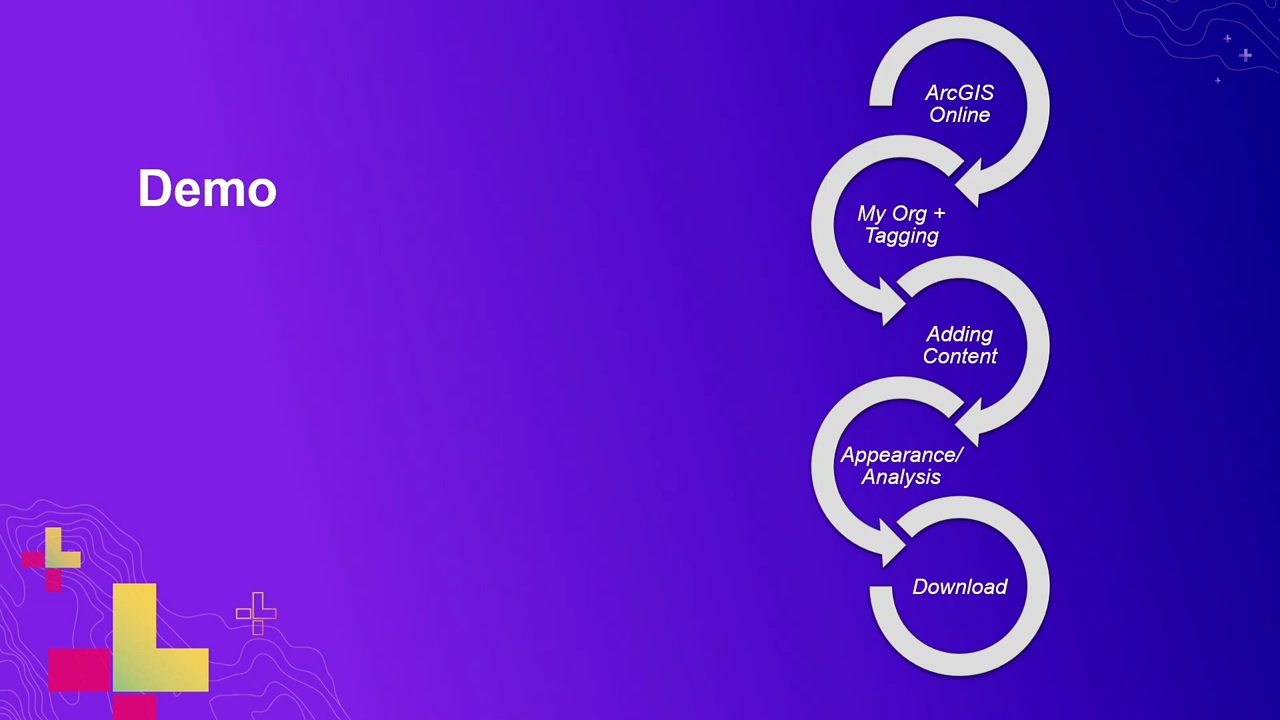 Demo
ArcGIS
Online
My Org +
Tagging
Adding
Content
Appearance/
Analysis
Download